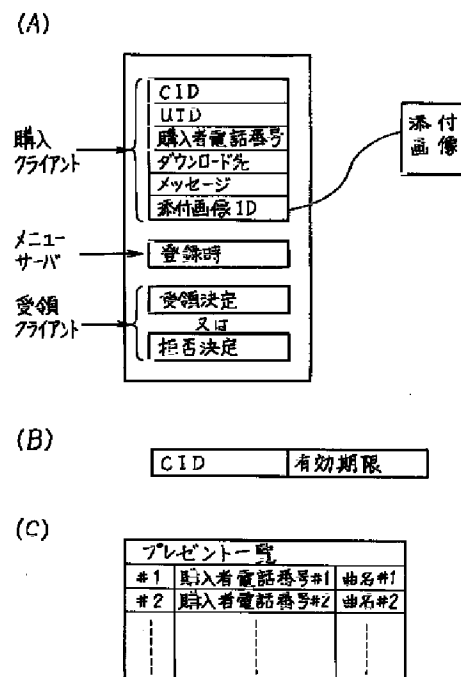 (A)
CID
UTD
購入者電話番号
ダウンロード先
メッセージ
添付画像ID
購入
クライアント
添付
画像
メニュー
サーバ
登録時
受領
クライアント
受領決定
又は
拒否決定
(B)
CID 有効期限
(C)
プレゼント一覧
#1 購入者電話番号#1 曲名#1
#2 購入者電話番号#2 曲名#2